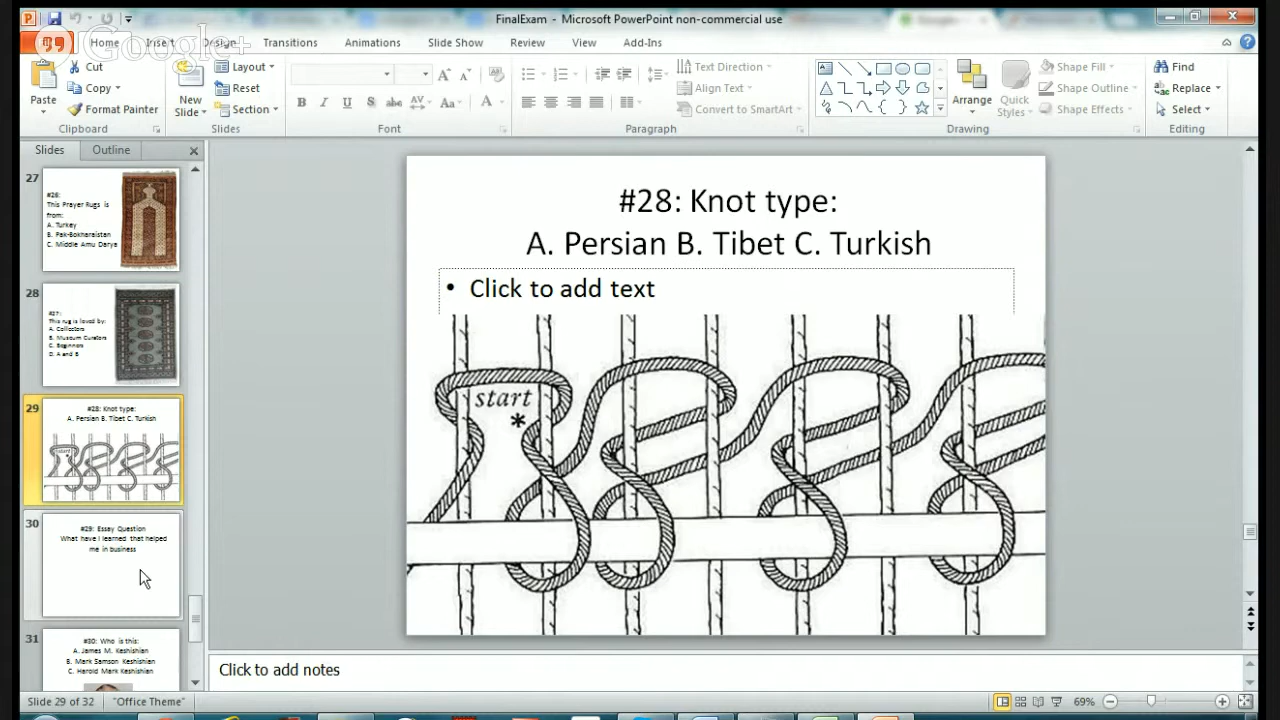 FinalExam - Microsoft PowerPoint non-commercial use
Google+
Home Insert Design Transitions Animations Slide Show Review View Add-Ins
Paste
Cut
Copy
Format Painter
Clipboard
New
Slide
Layout
Reset
Section
Slides
B I U S abc AV Aa A
Font
Text Direction
Align Text
Convert to SmartArt
Paragraph
Arrange
Quick
Styles
Shape Fill
Shape Outline
Shape Effects
Drawing
Find
Replace
Select
Editing
Slides Outline
27
#26:
This Prayer Rugs is
from:
A. Turkey
B. Pak-Bokharaistan
C. Middle Amu Darya
28
#27:
This rug is loved by:
A. Collectors
B. Museum Curators
C. Beginners
D. A and B
29
#28: Knot type:
A. Persian B. Tibet C. Turkish
30
#29: Essay Question
What have I learned that helped
me in business
31
#30: Who is this:
A. James M. Keshishian
B. Mark Samson Keshishian
C. Harold Mark Keshishian
#28: Knot type:
A. Persian B. Tibet C. Turkish
• Click to add text
start
*
Click to add notes
Slide 29 of 32 "Office Theme" 69%